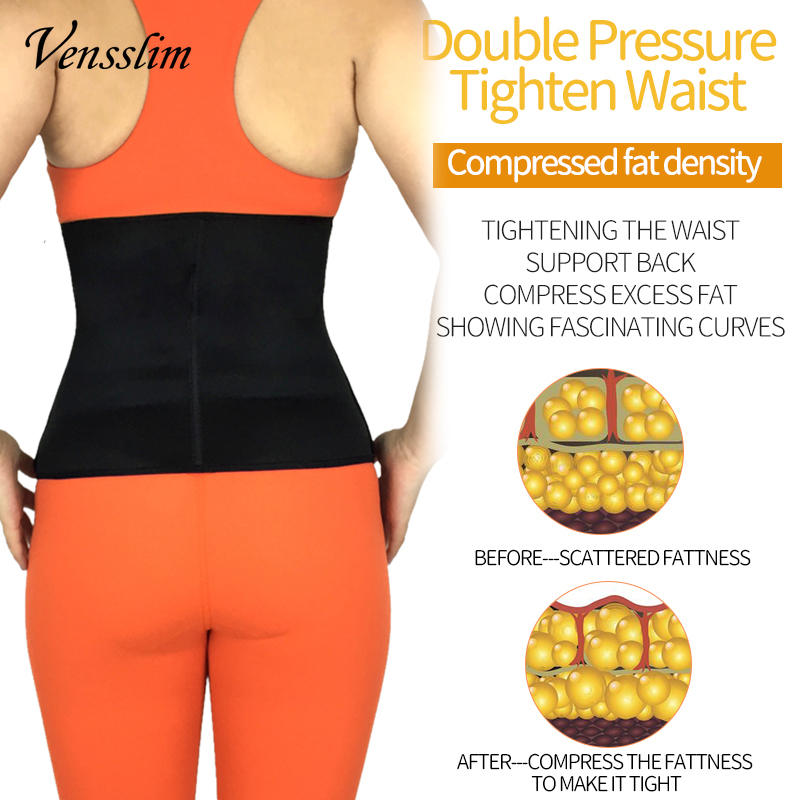 Vensslim
Double Pressure
Tighten Waist
Compressed fat density
TIGHTENING THE WAIST
SUPPORT BACK
COMPRESS EXCESS FAT
SHOWING FASCINATING CURVES
BEFORE---SCATTERED FATTNESS
AFTER---COMPRESS THE FATTNESS
TO MAKE IT TIGHT